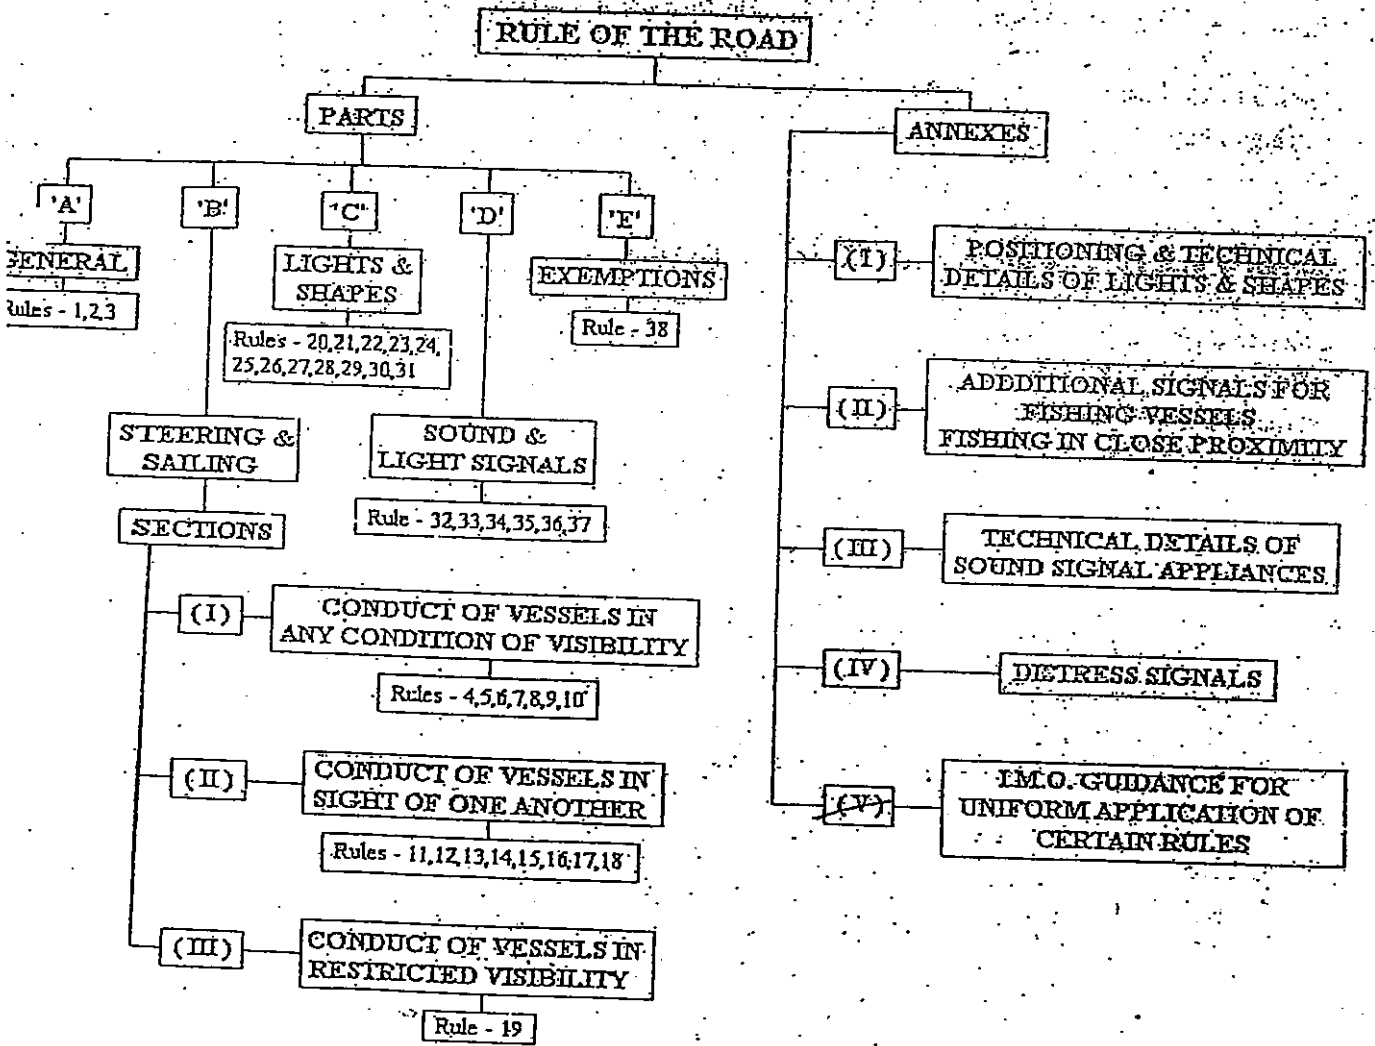 RULE OF THE ROAD
PARTS
ANNEXES
'A'
'B'
'C'
'D'
'E'
GENERAL
Rules - 1,2,3
LIGHTS &
SHAPES
Rules - 20,21,22,23,24,
25,26,27,28,29,30,31
EXEMPTIONS
Rule - 38
STEERING &
SAILING
SECTIONS
SOUND &
LIGHT SIGNALS
Rule - 32,33,34,35,36,37
(I)
CONDUCT OF VESSELS IN
ANY CONDITION OF VISIBILITY
Rules - 4,5,6,7,8,9,10
(II)
CONDUCT OF VESSELS IN
SIGHT OF ONE ANOTHER
Rules - 11,12,13,14,15,16,17,18
(III)
CONDUCT OF VESSELS IN
RESTRICTED VISIBILITY
Rule - 19
(I)
POSITIONING & TECHNICAL
DETAILS OF LIGHTS & SHAPES
(II)
ADEDITIONAL SIGNALS FOR
FISHING VESSELS
FISHING IN CLOSE PROXIMITY
(III)
TECHNICAL DETAILS OF
SOUND SIGNAL APPLIANCES
(IV)
DISTRESS SIGNALS
(V)
I.M.O. GUIDANCE FOR
UNIFORM APPLICATION OF
CERTAIN RULES